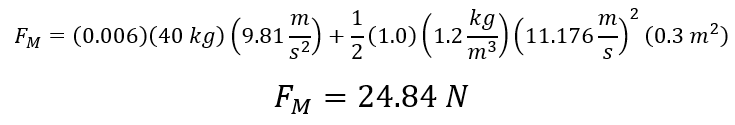 F_M = (0.006)(40 kg)(9.81 m/s²) + 1/2 (1.0)(1.2 kg/m³)(11.176 m/s)² (0.3 m²)
F_M = 24.84 N